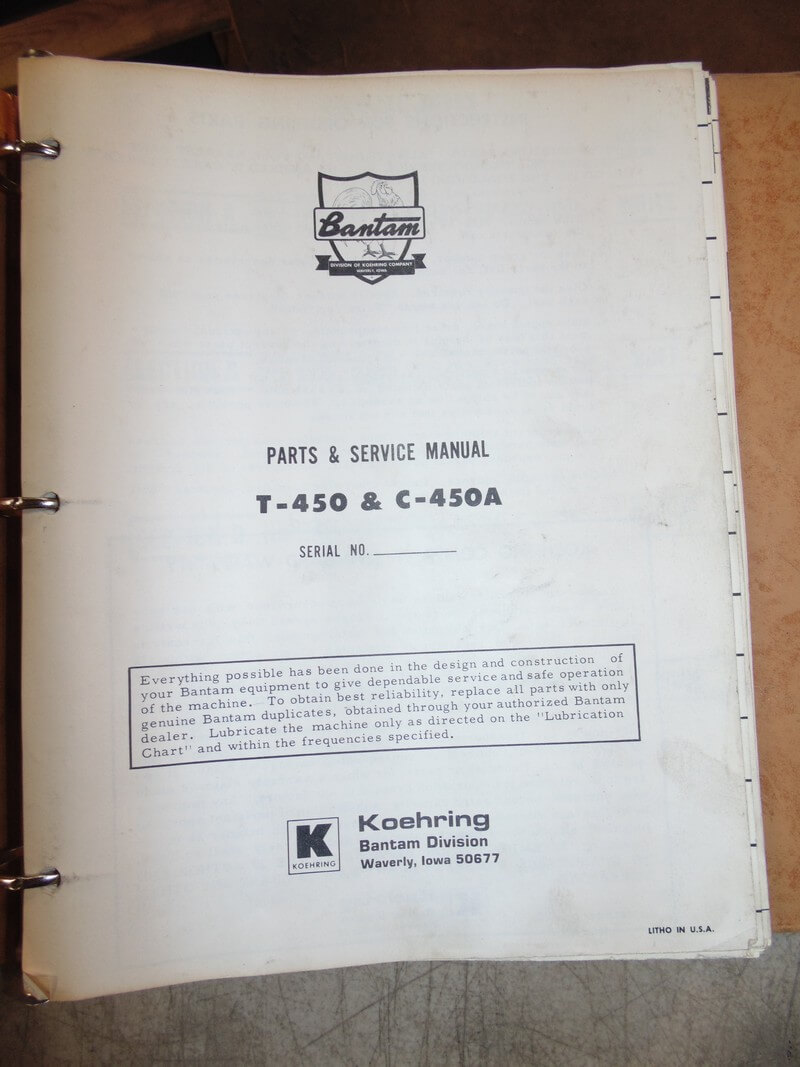 Bantam
DIVISION OF KOEHRING COMPANY
WAVERLY, IOWA
PARTS & SERVICE MANUAL
T-450 & C-450A
SERIAL NO.
Everything possible has been done in the design and construction of
your Bantam equipment to give dependable service and safe operation
of the machine. To obtain best reliability, replace all parts with only
genuine Bantam duplicates, obtained through your authorized Bantam
dealer. Lubricate the machine only as directed on the "Lubrication
Chart" and within the frequencies specified.
K
KOEHRING
Koehring
Bantam Division
Waverly, Iowa 50677
LITHO IN U.S.A.